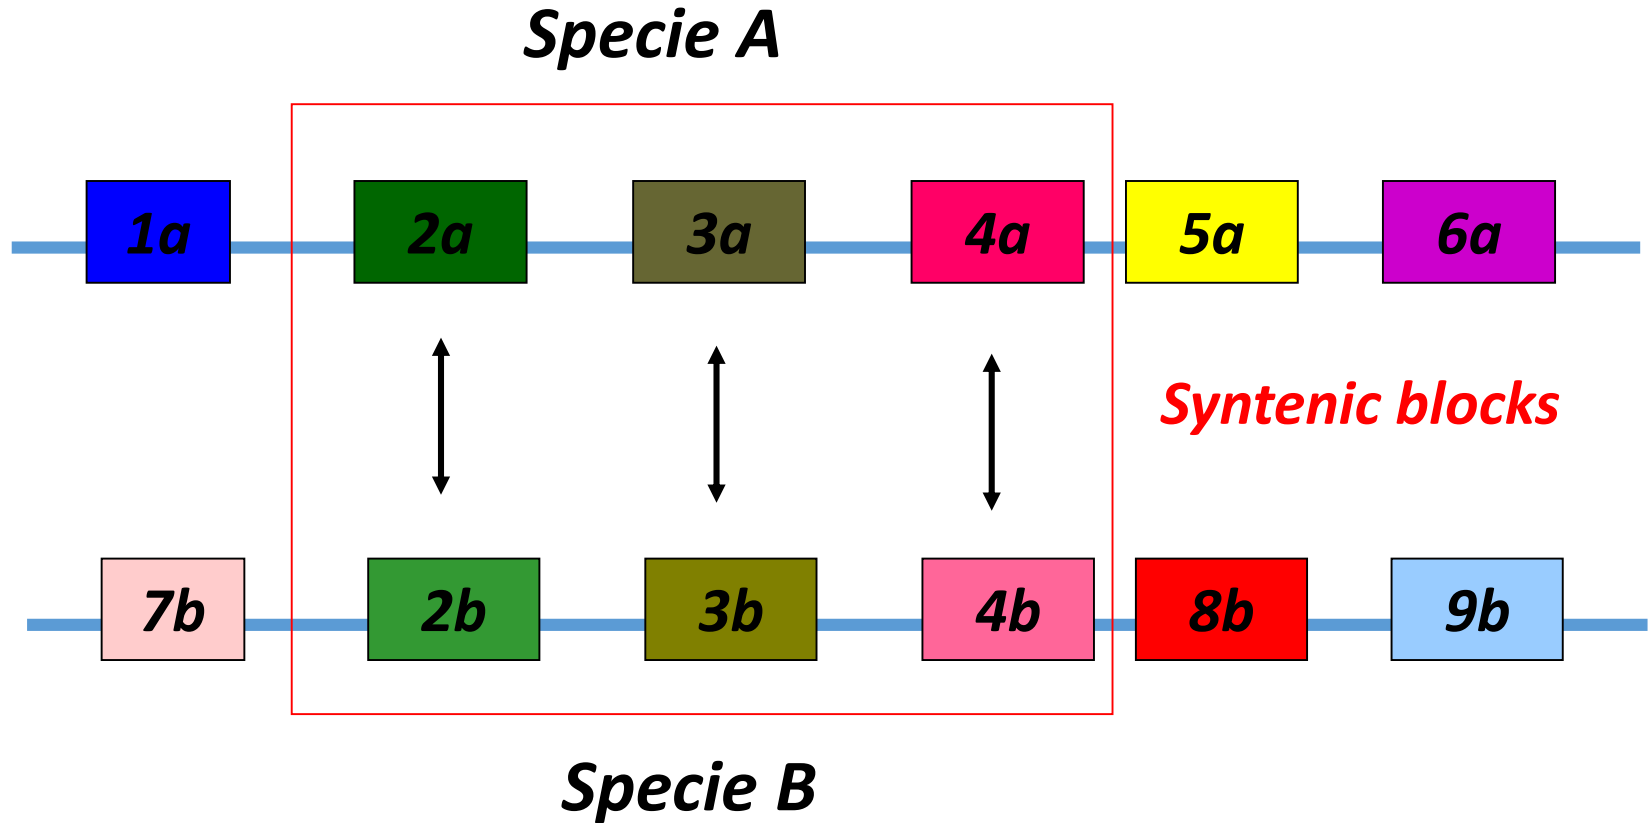 Specie A
1a 2a 3a 4a 5a 6a
Syntenic blocks
7b 2b 3b 4b 8b 9b
Specie B